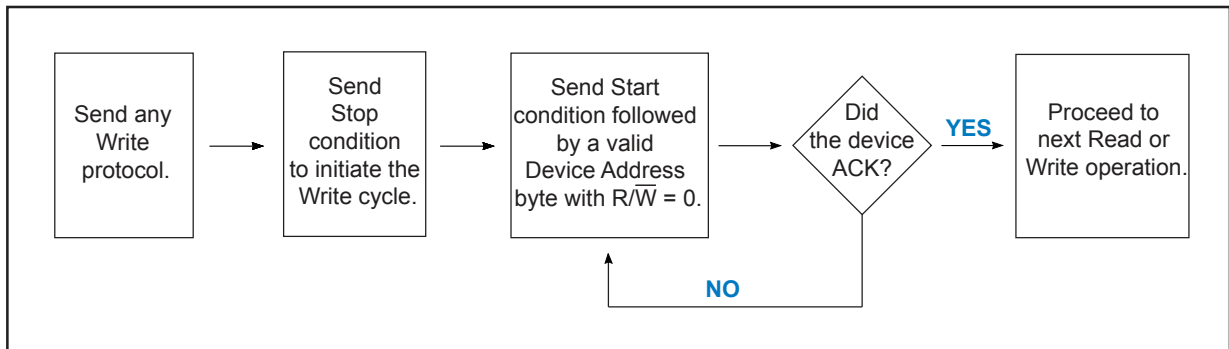 Send any
Write
protocol.
Send
Stop
condition
to initiate the
Write cycle.
Send Start
condition followed
by a valid
Device Address
byte with R/W̅ = 0.
Did
the device
ACK?
YES
NO
Proceed to
next Read or
Write operation.